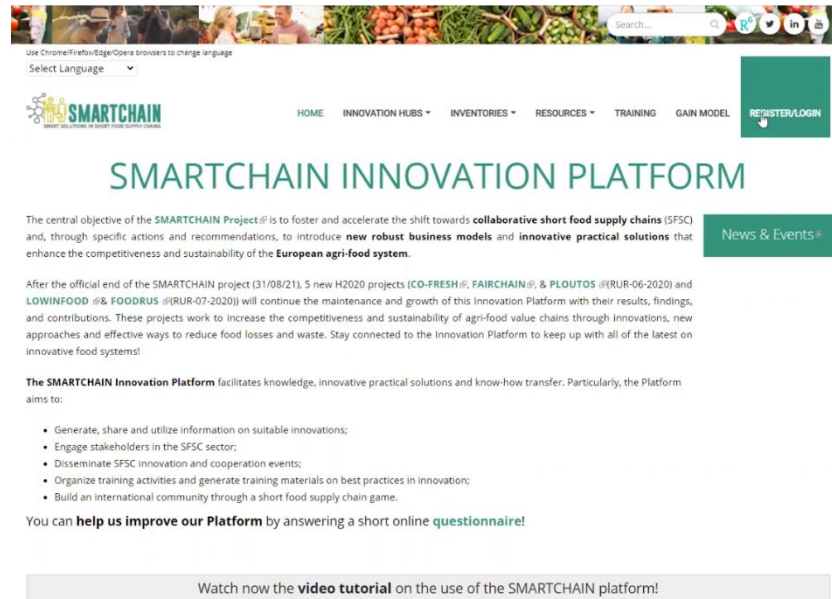 Search...
Use Chrome/Firefox/Edge/Opera browsers to change language
Select Language
SMARTCHAIN
SMART SOLUTIONS IN SHORT FOOD SUPPLY CHAINS
HOME INNOVATION HUBS INVENTORIES RESOURCES TRAINING GAIN MODEL REGISTER/LOGIN
SMARTCHAIN INNOVATION PLATFORM
The central objective of the SMARTCHAIN Project is to foster and accelerate the shift towards collaborative short food supply chains (SFSC)
and, through specific actions and recommendations, to introduce new robust business models and innovative practical solutions that
enhance the competitiveness and sustainability of the European agri-food system.
News & Events
After the official end of the SMARTCHAIN project (31/08/21), 5 new H2020 projects (CO-FRESH, FAIRCHAIN, & PLOUTOS (RUR-06-2020) and
LOWINFOOD & FOODRUS (RUR-07-2020)) will continue the maintenance and growth of this Innovation Platform with their results, findings,
and contributions. These projects work to increase the competitiveness and sustainability of agri-food value chains through innovations, new
approaches and effective ways to reduce food losses and waste. Stay connected to the Innovation Platform to keep up with all of the latest on
innovative food systems!
The SMARTCHAIN Innovation Platform facilitates knowledge, innovative practical solutions and know-how transfer. Particularly, the Platform
aims to:
• Generate, share and utilize information on suitable innovations;
• Engage stakeholders in the SFSC sector;
• Disseminate SFSC innovation and cooperation events;
• Organize training activities and generate training materials on best practices in innovation;
• Build an international community through a short food supply chain game.
You can help us improve our Platform by answering a short online questionnaire!
Watch now the video tutorial on the use of the SMARTCHAIN platform!